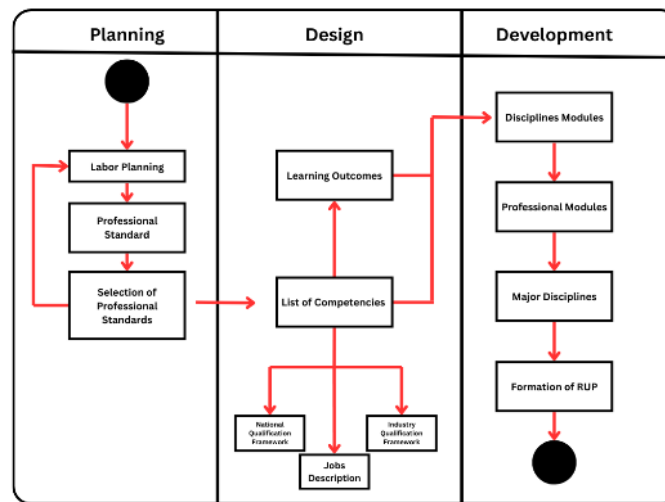 Planning
Design
Development
Labor Planning
Professional
Standard
Selection of
Professional
Standards
Learning Outcomes
List of Competencies
National
Qualification
Framework
Industry
Qualification
Framework
Jobs
Description
Disciplines Modules
Professional Modules
Major Disciplines
Formation of RUP